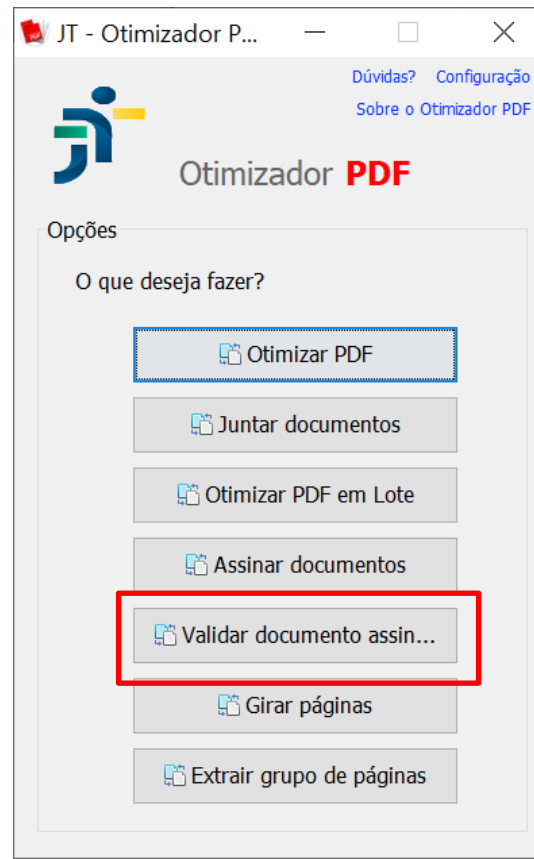 JT - Otimizador P...
Dúvidas? Configuração
Sobre o Otimizador PDF
Otimizador PDF
Opções
O que deseja fazer?
Otimizar PDF
Juntar documentos
Otimizar PDF em Lote
Assinar documentos
Validar documento assin...
Girar páginas
Extrair grupo de páginas